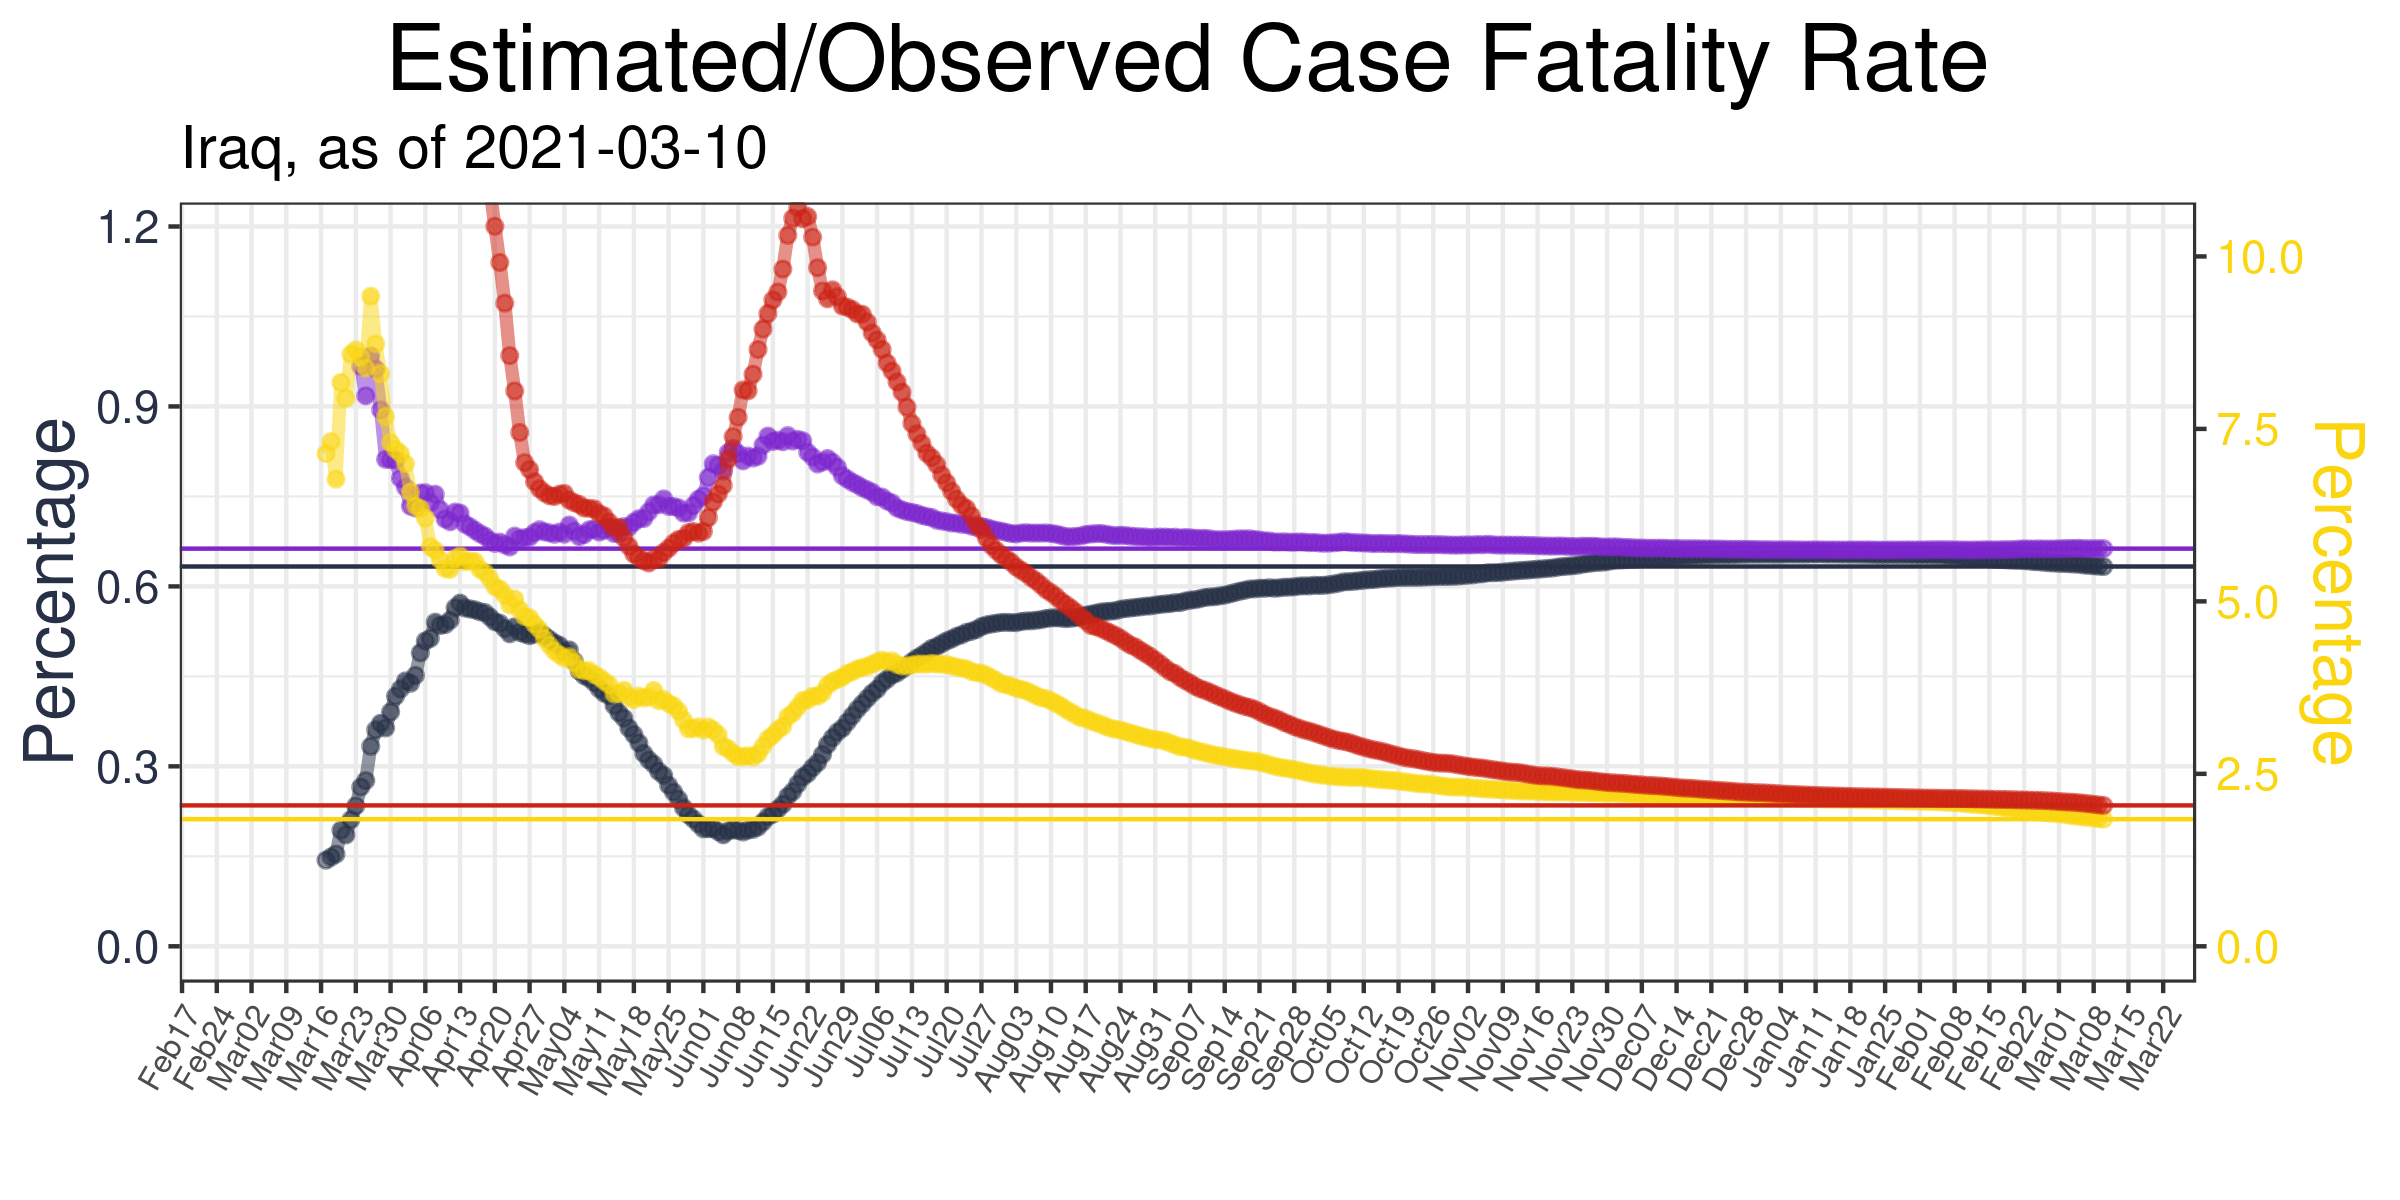 Estimated/Observed Case Fatality Rate
Iraq, as of 2021-03-10
Percentage
1.2
0.9
0.6
0.3
0.0
10.0
7.5
5.0
2.5
0.0
Percentage
Feb17
Feb24
Mar02
Mar09
Mar16
Mar23
Mar30
Apr06
Apr13
Apr20
Apr27
May04
May11
May18
May25
Jun01
Jun08
Jun15
Jun22
Jun29
Jul06
Jul13
Jul20
Jul27
Aug03
Aug10
Aug17
Aug24
Aug31
Sep07
Sep14
Sep21
Sep28
Oct05
Oct12
Oct19
Oct26
Nov02
Nov09
Nov16
Nov23
Nov30
Dec07
Dec14
Dec21
Dec28
Jan04
Jan11
Jan18
Jan25
Feb01
Feb08
Feb15
Feb22
Mar01
Mar08
Mar15
Mar22